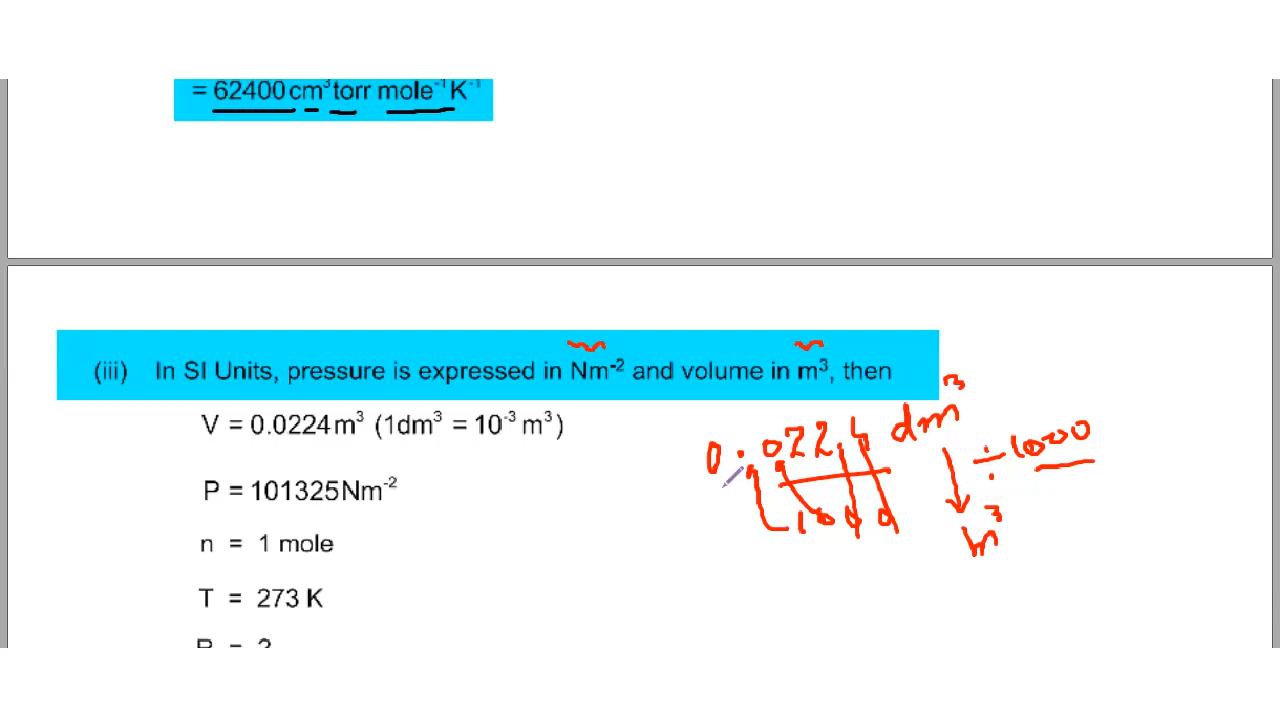 = 62400 cm³ torr mole⁻¹ K⁻¹
(iii) In SI Units, pressure is expressed in Nm⁻² and volume in m³, then
V = 0.0224 m³ (1dm³ = 10⁻³ m³)
0.0224 dm³
÷1000
1000
m³
P = 101325 Nm⁻²
n = 1 mole
T = 273 K
R = ?